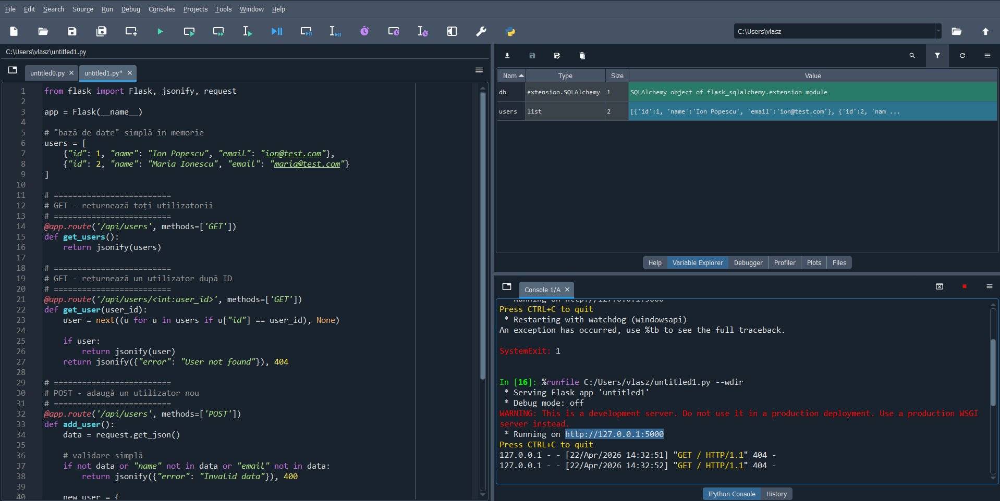 File Edit Search Source Run Debug Consoles Projects Tools Window Help
C:\Users\vlasz
C:\Users\vlasz\untitled1.py
untitled0.py
untitled1.py*
1 from flask import Flask, jsonify, request
2
3 app = Flask(__name__)
4
5 # "bază de date" simplă în memorie
6 users = [
7 {"id": 1, "name": "Ion Popescu", "email": "ion@test.com"},
8 {"id": 2, "name": "Maria Ionescu", "email": "maria@test.com"}
9 ]
10
11 # =========================
12 # GET - returnează toți utilizatorii
13 # =========================
14 @app.route('/api/users', methods=['GET'])
15 def get_users():
16 return jsonify(users)
17
18 # =========================
19 # GET - returnează un utilizator după ID
20 # =========================
21 @app.route('/api/users/<int:user_id>', methods=['GET'])
22 def get_user(user_id):
23 user = next((u for u in users if u["id"] == user_id), None)
24
25 if user:
26 return jsonify(user)
27 return jsonify({"error": "User not found"}), 404
28
29 # =========================
30 # POST - adaugă un utilizator nou
31 # =========================
32 @app.route('/api/users', methods=['POST'])
33 def add_user():
34 data = request.get_json()
35
36 # validare simplă
37 if not data or "name" not in data or "email" not in data:
38 return jsonify({"error": "Invalid data"}), 400
39
40 new_user = {
Nam Type Size Value
db extension.SQLAlchemy 1 SQLAlchemy object of flask_sqlalchemy.extension module
users list 2 [{'id':1, 'name':'Ion Popescu', 'email':'ion@test.com'}, {'id':2, 'nam ...
Help Variable Explorer Debugger Profiler Plots Files
Console 1/A
* Running on http://127.0.0.1:5000
Press CTRL+C to quit
* Restarting with watchdog (windowsapi)
An exception has occurred, use %tb to see the full traceback.
SystemExit: 1
In [16]: %runfile C:/Users/vlasz/untitled1.py --wdir
* Serving Flask app 'untitled1'
* Debug mode: off
WARNING: This is a development server. Do not use it in a production deployment. Use a production WSGI
server instead.
* Running on http://127.0.0.1:5000
Press CTRL+C to quit
127.0.0.1 - - [22/Apr/2026 14:32:51] "GET / HTTP/1.1" 404 -
127.0.0.1 - - [22/Apr/2026 14:32:52] "GET / HTTP/1.1" 404 -
IPython Console History